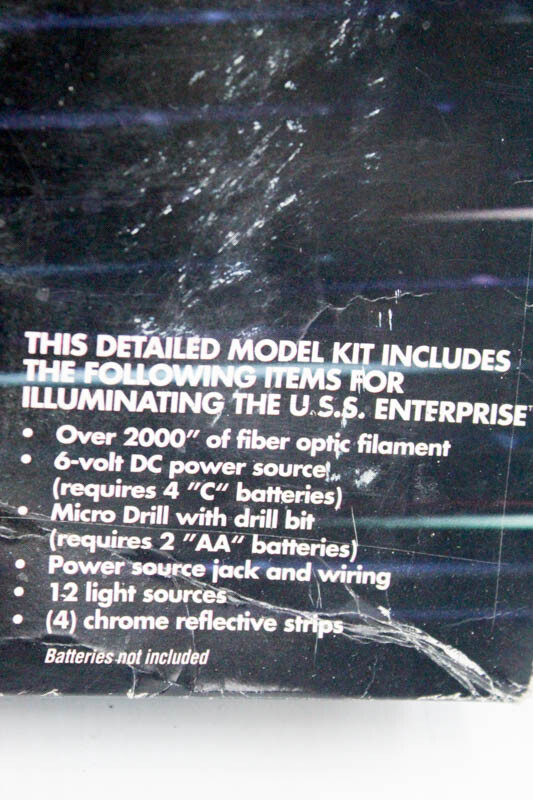 THIS DETAILED MODEL KIT INCLUDES
THE FOLLOWING ITEMS FOR
ILLUMINATING THE U.S.S. ENTERPRISE™
• Over 2000" of fiber optic filament
• 6-volt DC power source
(requires 4 "C" batteries)
• Micro Drill with drill bit
(requires 2 "AA" batteries)
• Power source jack and wiring
• 12 light sources
• (4) chrome reflective strips
Batteries not included